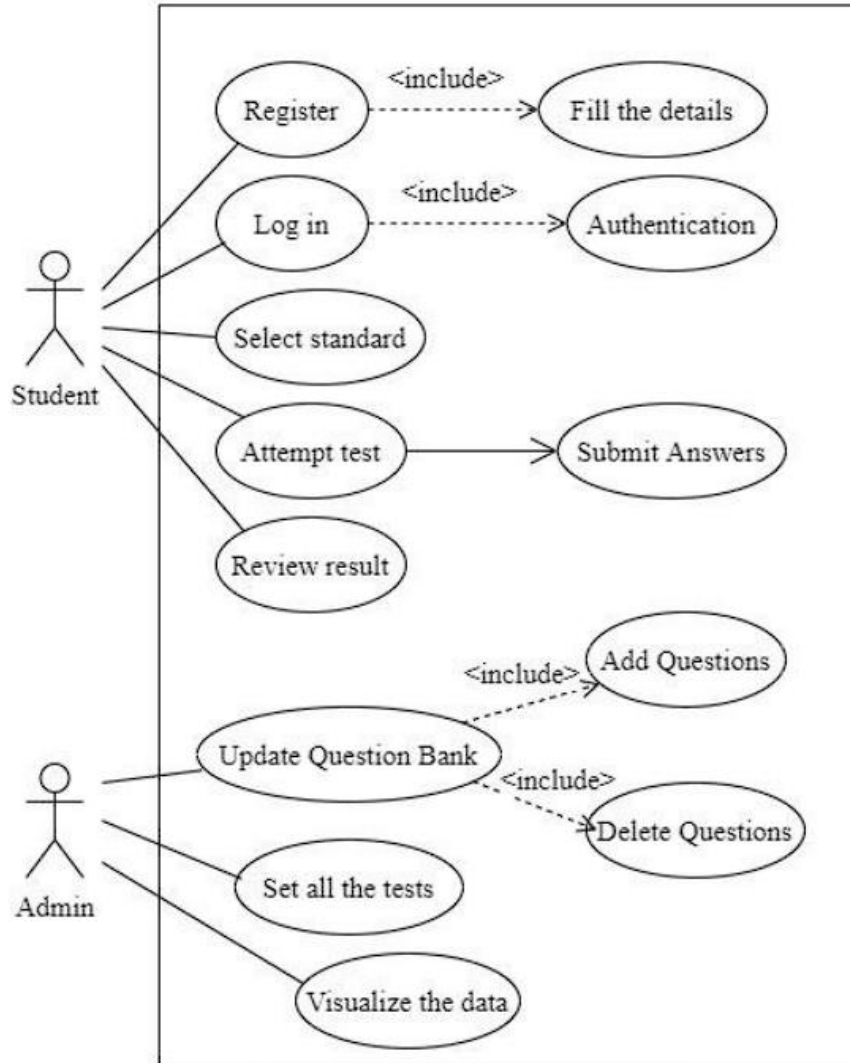 <include>
Register
Fill the details
<include>
Log in
Authentication
Select standard
Student
Attempt test
Submit Answers
Review result
<include>
Add Questions
Update Question Bank
<include>
Delete Questions
Set all the tests
Admin
Visualize the data